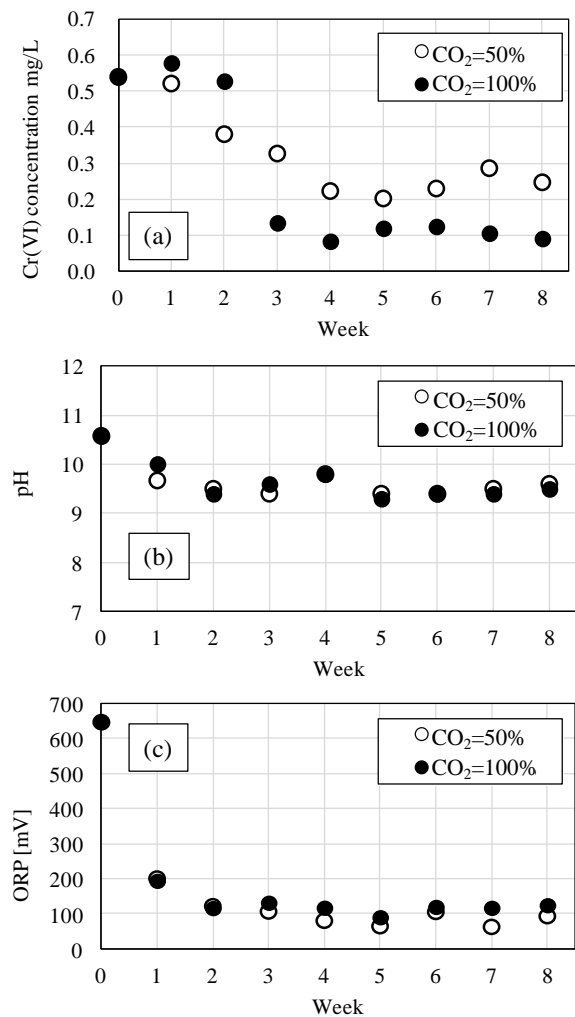 0.7
0.6
0.5
0.4
0.3
0.2
0.1
0.0
Cr(VI) concentration mg/L
CO₂=50%
CO₂=100%
(a)
0 1 2 3 4 5 6 7 8
Week
12
11
10
9
8
7
pH
CO₂=50%
CO₂=100%
(b)
0 1 2 3 4 5 6 7 8
Week
700
600
500
400
300
200
100
0
ORP [mV]
(c)
CO₂=50%
CO₂=100%
0 1 2 3 4 5 6 7 8
Week